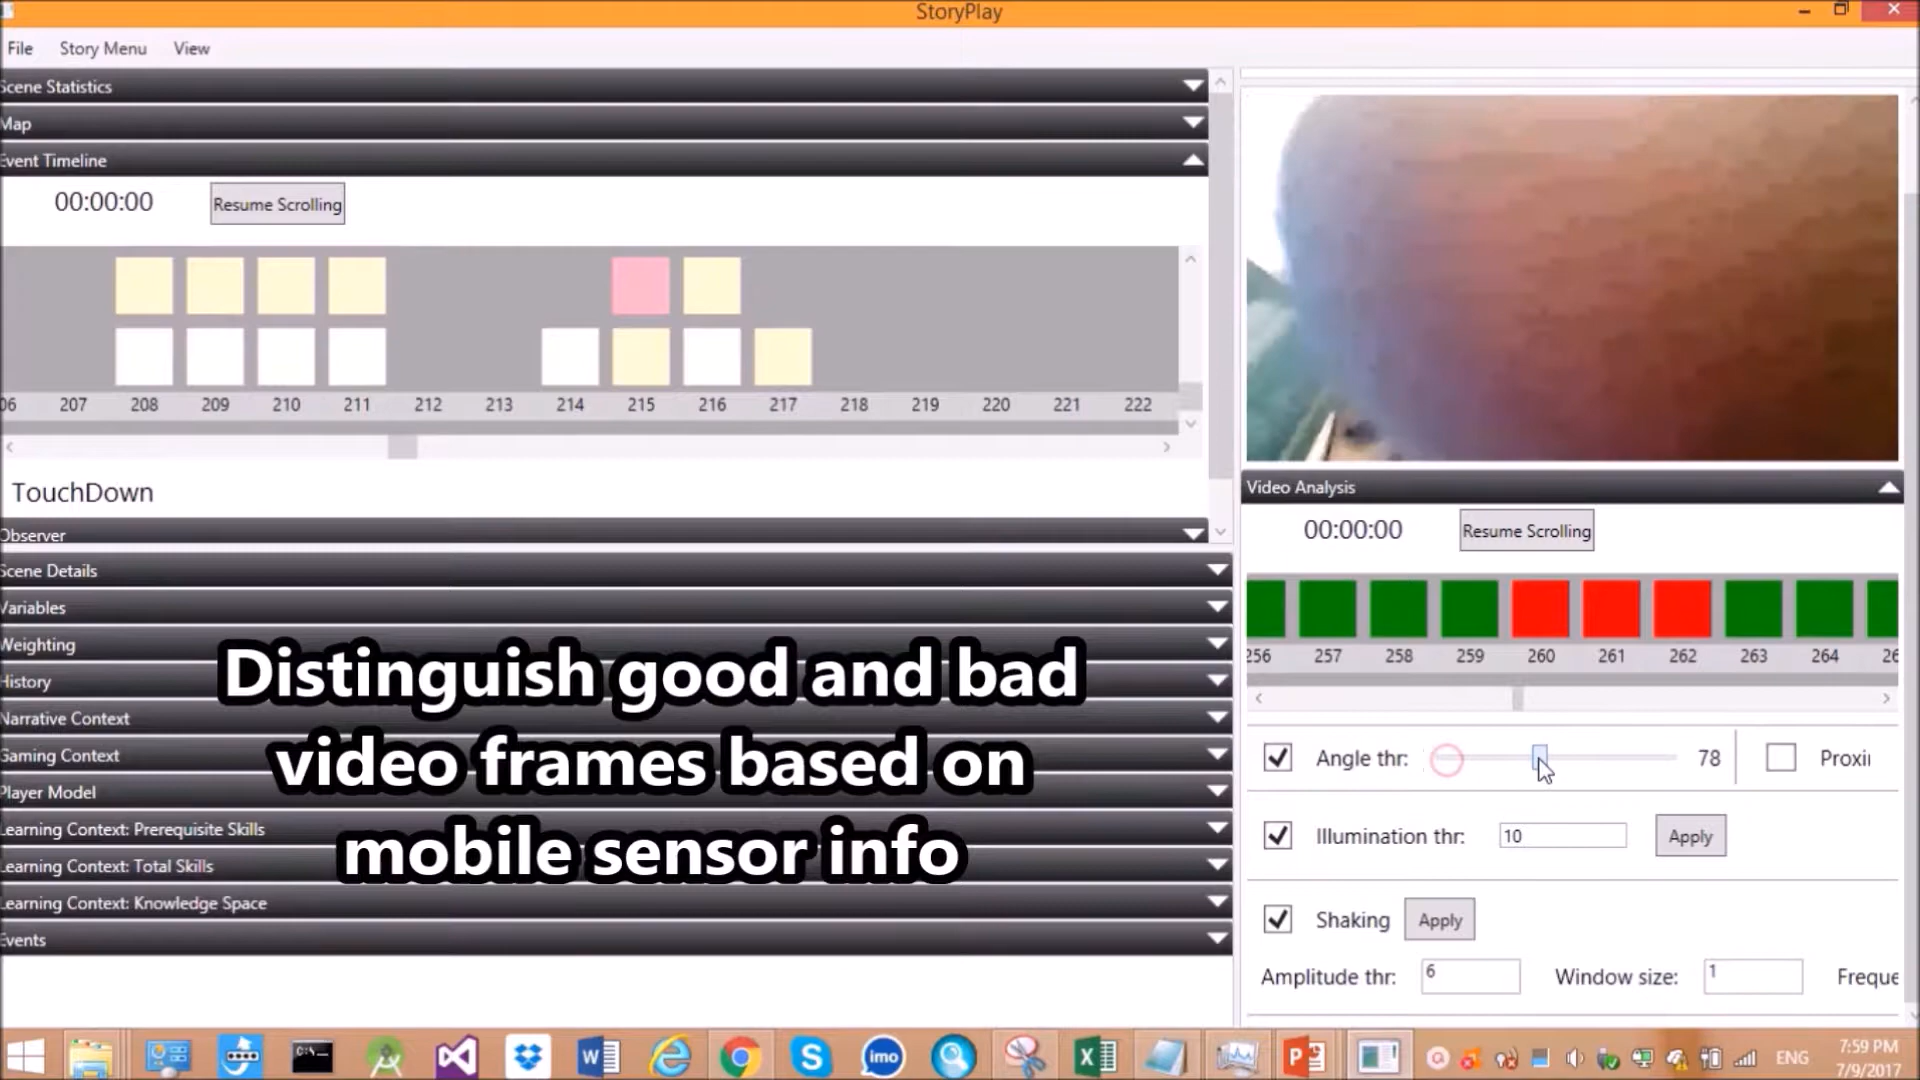 StoryPlay
File Story Menu View
Scene Statistics
Map
Event Timeline
00:00:00 Resume Scrolling
06 207 208 209 210 211 212 213 214 215 216 217 218 219 220 221 222
TouchDown
Observer
Scene Details
Variables
Weighting
History
Narrative Context
Gaming Context
Player Model
Learning Context: Prerequisite Skills
Learning Context: Total Skills
Learning Context: Knowledge Space
Events
Distinguish good and bad
video frames based on
mobile sensor info
Video Analysis
00:00:00 Resume Scrolling
256 257 258 259 260 261 262 263 264 26
Angle thr: 78 Proxii
Illumination thr: 10 Apply
Shaking Apply
Amplitude thr: 6 Window size: 1 Freque
imo
ENG
7:59 PM
7/9/2017